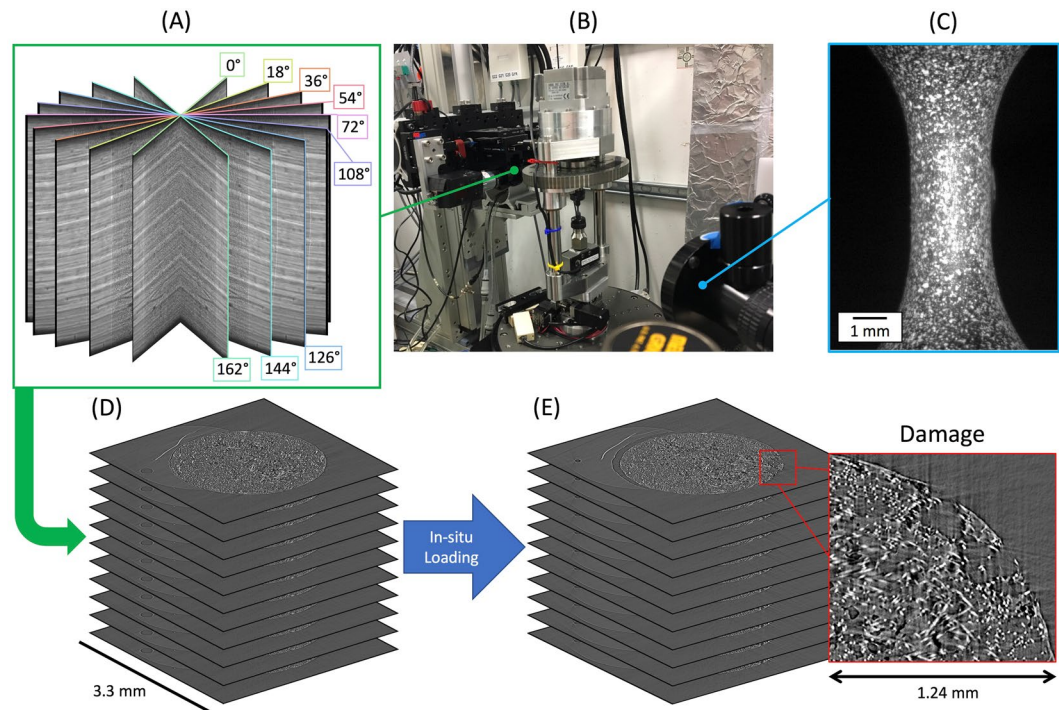 (A)
(B)
(C)
0°
18°
36°
54°
72°
108°
126°
144°
162°
1 mm
(D)
(E)
Damage
In-situ
Loading
3.3 mm
1.24 mm